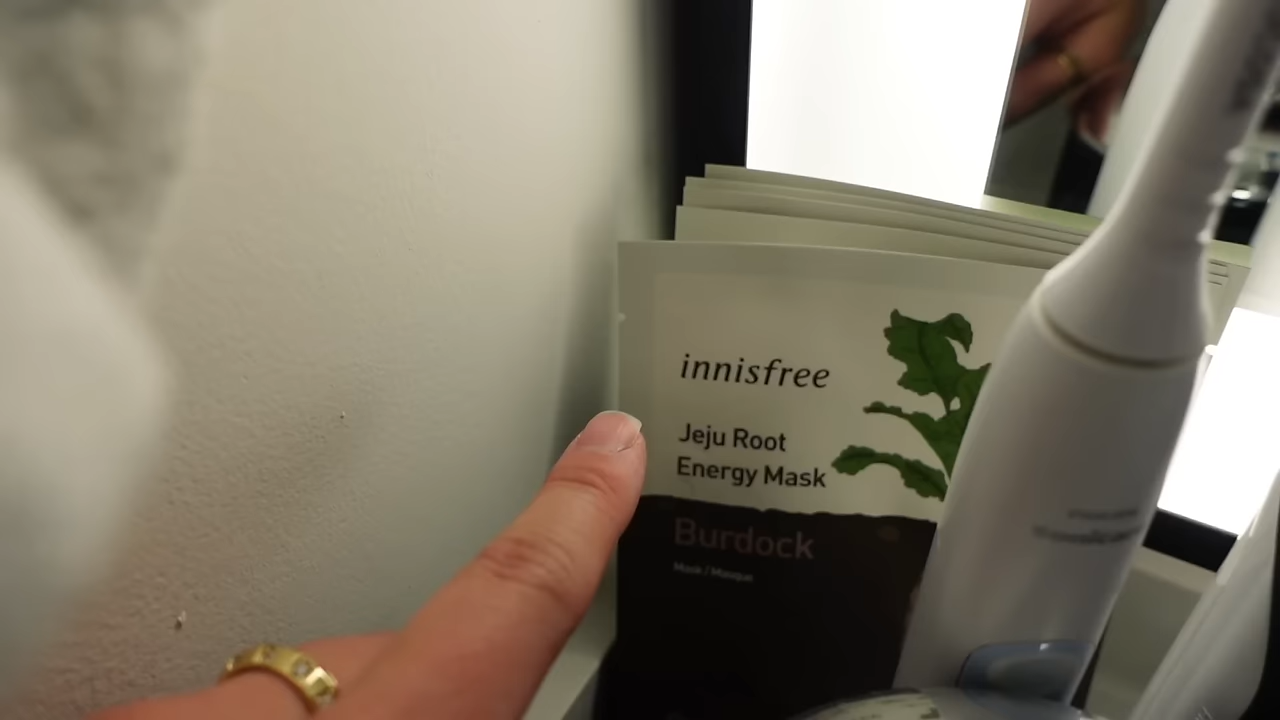 innisfree
Jeju Root
Energy Mask
Burdock
Mask / Masque